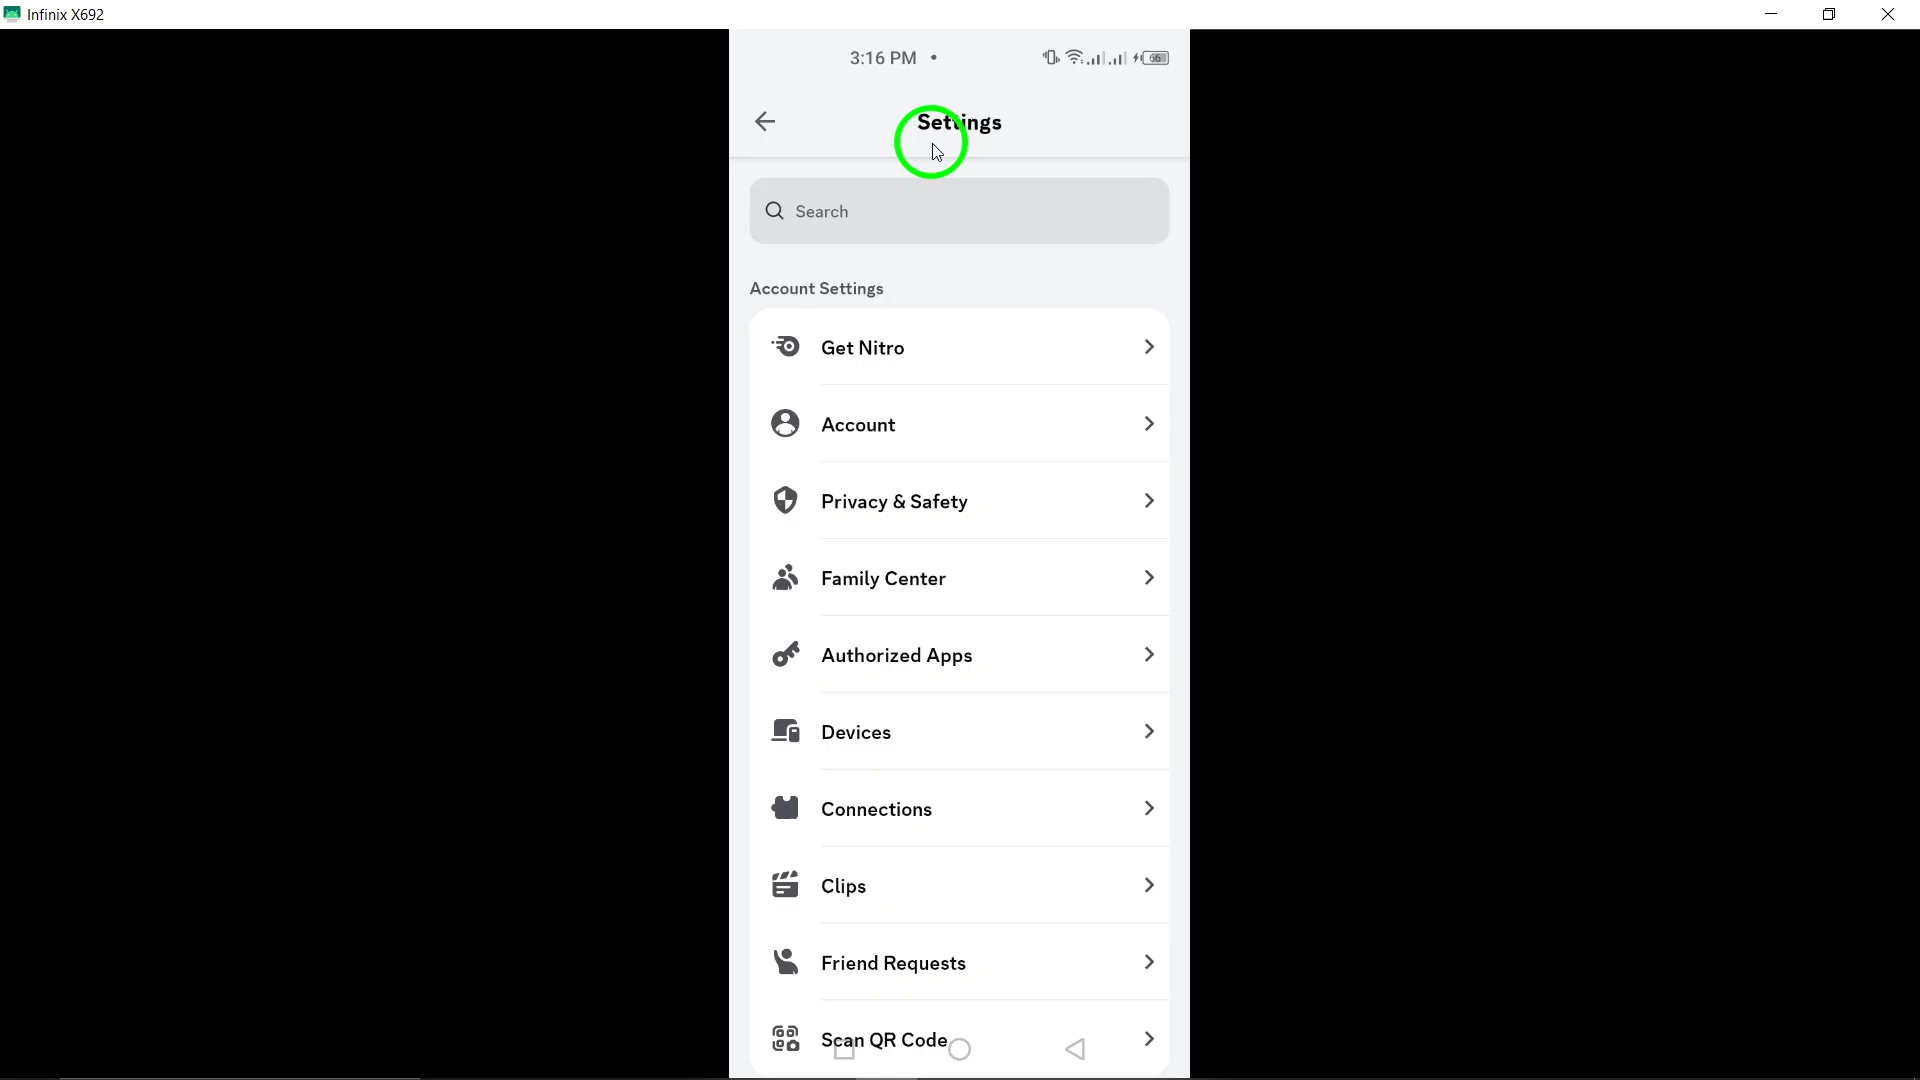 Infinix X692
3:16 PM
66
Settings
Search
Account Settings
Get Nitro
Account
Privacy & Safety
Family Center
Authorized Apps
Devices
Connections
Clips
Friend Requests
Scan QR Code